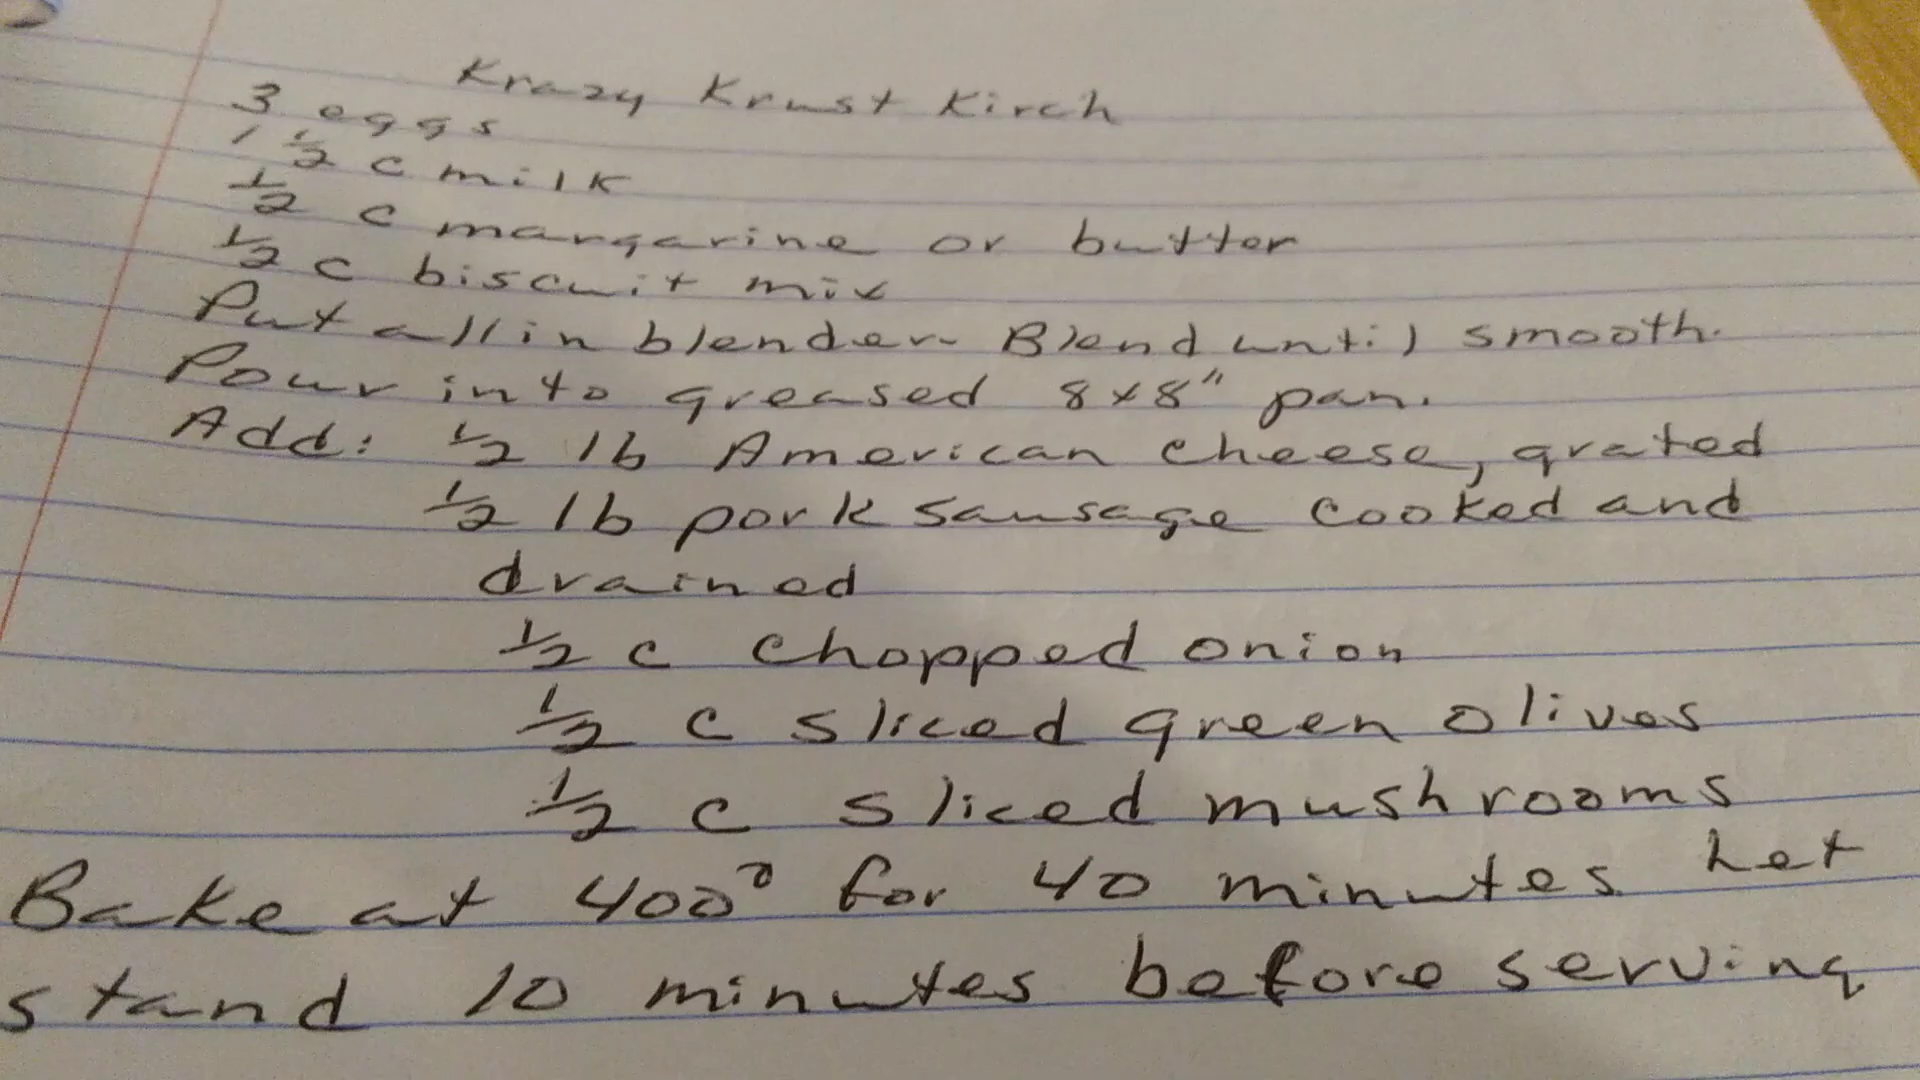 Krazy Krust Kirch
3 eggs
1 1/2 c milk
1/2 c margarine or butter
1/2 c biscuit mix
Put all in blender. Blend until smooth.
Pour into greased 8x8" pan.
Add: 1/2 lb American cheese, grated
1/2 lb pork sausage cooked and
drained
1/2 c chopped onion
1/2 c sliced green olives
1/2 c sliced mushrooms
Bake at 400° for 40 minutes Let
stand 10 minutes before serving